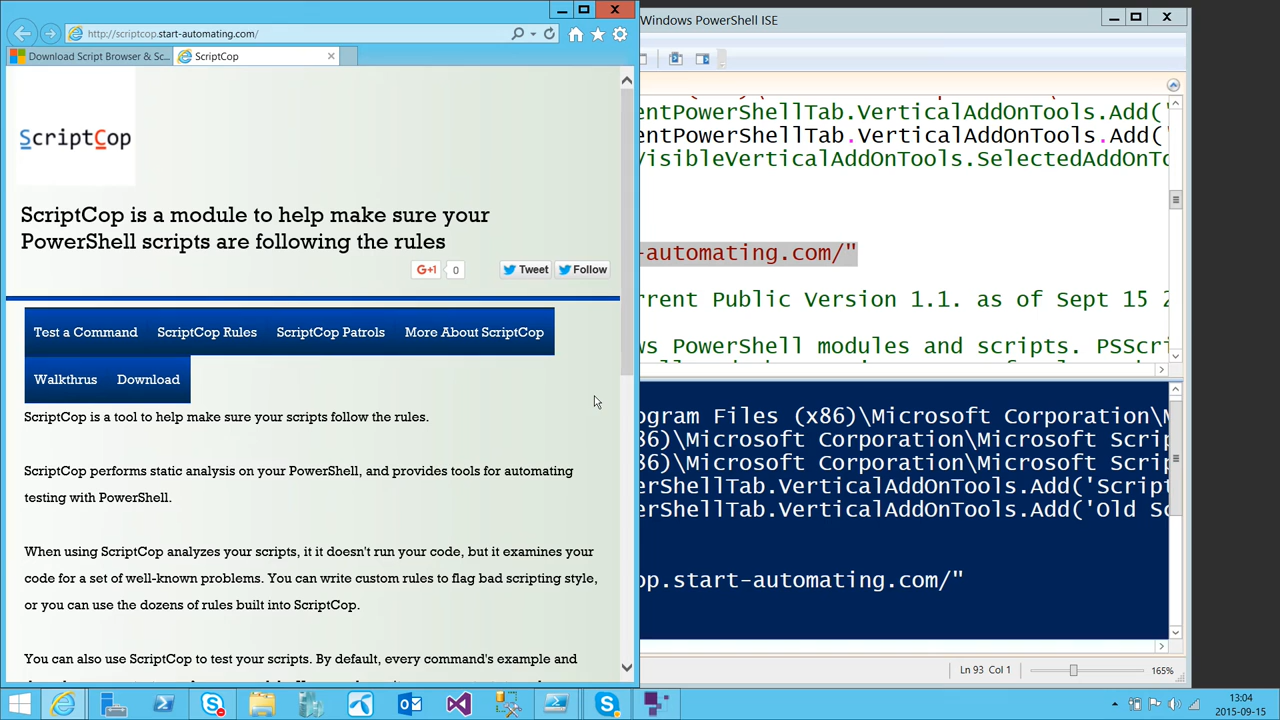 http://scriptcop.start-automating.com/
Download Script Browser & Sc...
ScriptCop
ScriptCop
ScriptCop is a module to help make sure your
PowerShell scripts are following the rules
G+1
0
Tweet
Follow
Test a Command
ScriptCop Rules
ScriptCop Patrols
More About ScriptCop
Walkthrus
Download
ScriptCop is a tool to help make sure your scripts follow the rules.
ScriptCop performs static analysis on your PowerShell, and provides tools for automating
testing with PowerShell.
When using ScriptCop analyzes your scripts, it it doesn't run your code, but it examines your
code for a set of well-known problems. You can write custom rules to flag bad scripting style,
or you can use the dozens of rules built into ScriptCop.
You can also use ScriptCop to test your scripts. By default, every command's example and
Windows PowerShell ISE
entPowerShellTab.VerticalAddOnTools.Add('
entPowerShellTab.VerticalAddOnTools.Add(
VisibleVerticalAddOnTools.SelectedAddOnTo
-automating.com/"
rrent Public Version 1.1. as of Sept 15 2
ws PowerShell modules and scripts. PSScri
ogram Files (x86)\Microsoft Corporation\M
86)\Microsoft Corporation\Microsoft Scrip
86)\Microsoft Corporation\Microsoft Scrip
erShellTab.VerticalAddOnTools.Add('Script
erShellTab.VerticalAddOnTools.Add('Old Sc
op.start-automating.com/"
Ln 93 Col 1
165%
13:04
2015-09-15